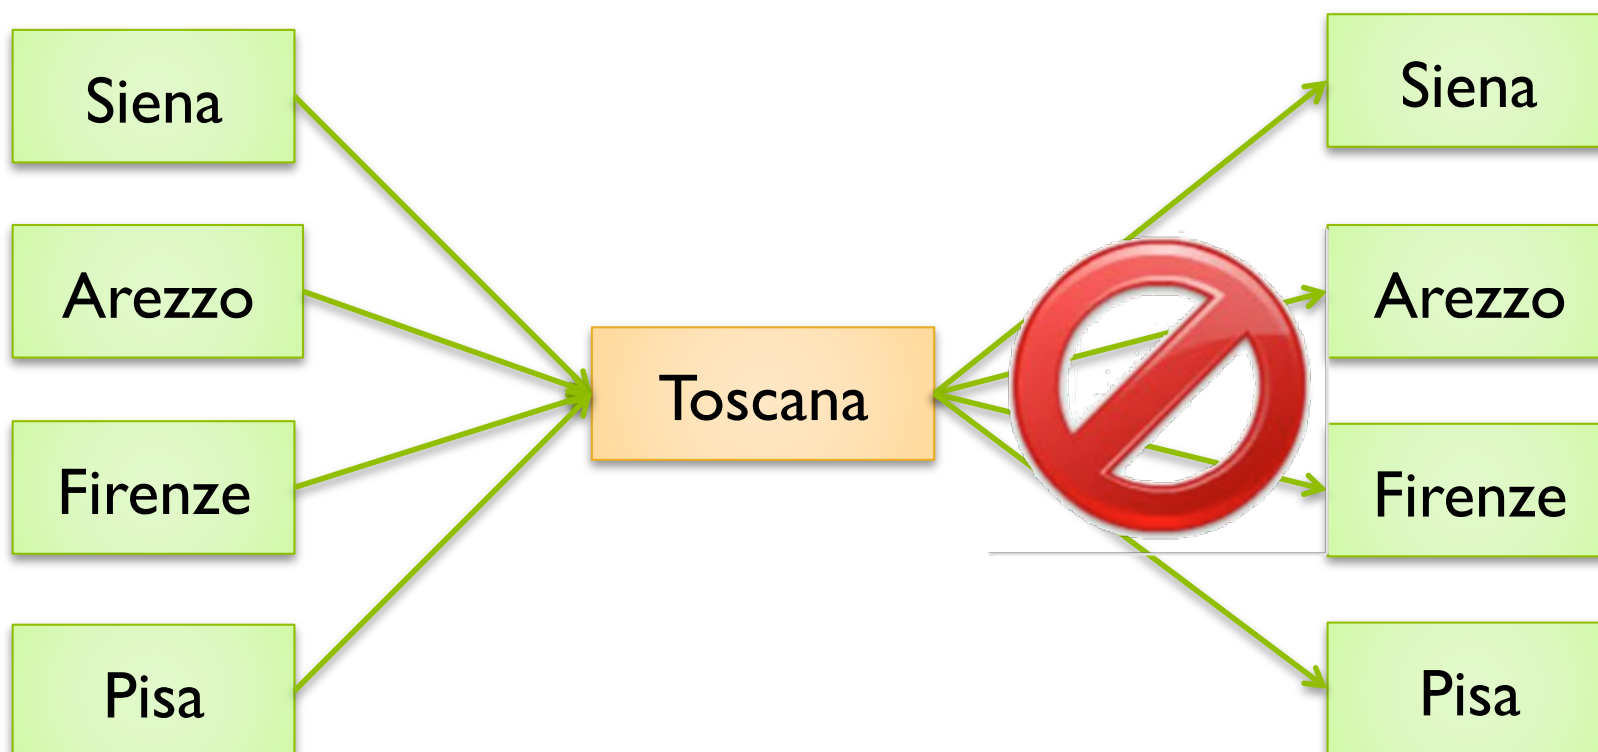 Siena
Arezzo
Firenze
Pisa
Toscana
Siena
Arezzo
Firenze
Pisa